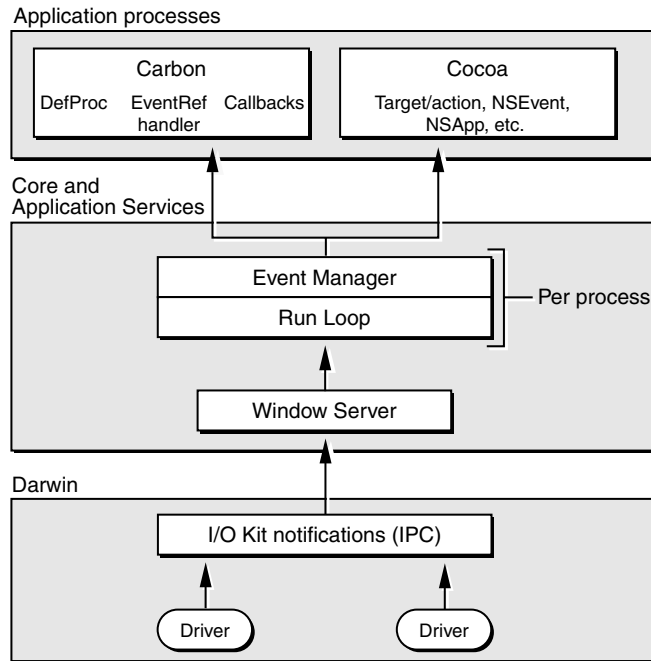 Application processes
Carbon
DefProc EventRef Callbacks
handler
Cocoa
Target/action, NSEvent,
NSApp, etc.
Core and
Application Services
Event Manager
Run Loop
Per process
Window Server
Darwin
I/O Kit notifications (IPC)
Driver
Driver